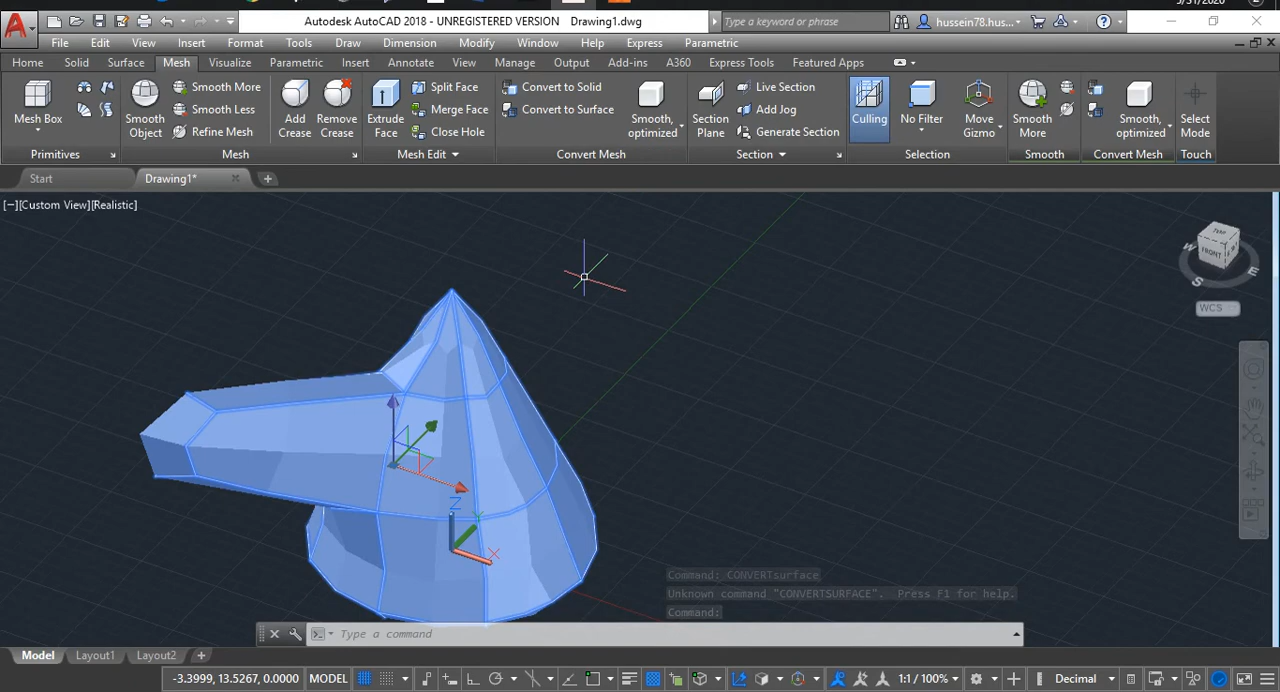 5/31/2020
Autodesk AutoCAD 2018 - UNREGISTERED VERSION Drawing1.dwg
Type a keyword or phrase
hussein78.hus...
File Edit View Insert Format Tools Draw Dimension Modify Window Help Express Parametric
Home Solid Surface Mesh Visualize Parametric Insert Annotate View Manage Output Add-ins A360 Express Tools Featured Apps
Mesh Box
Smooth Object
Smooth More
Smooth Less
Refine Mesh
Add Crease
Remove Crease
Extrude Face
Split Face
Merge Face
Close Hole
Convert to Solid
Convert to Surface
Smooth, optimized
Section Plane
Live Section
Add Jog
Generate Section
Culling
No Filter
Move Gizmo
Smooth More
Smooth, optimized
Select Mode
Primitives Mesh Mesh Edit Convert Mesh Section Selection Smooth Convert Mesh Touch
Start Drawing1*
[−][Custom View][Realistic]
TOP
FRONT
W
S
E
WCS
Z
Y
X
Command: CONVERTsurface
Unknown command "CONVERTSURFACE". Press F1 for help.
Command:
Type a command
Model Layout1 Layout2 +
-3.3999, 13.5267, 0.0000 MODEL 1:1 / 100% Decimal